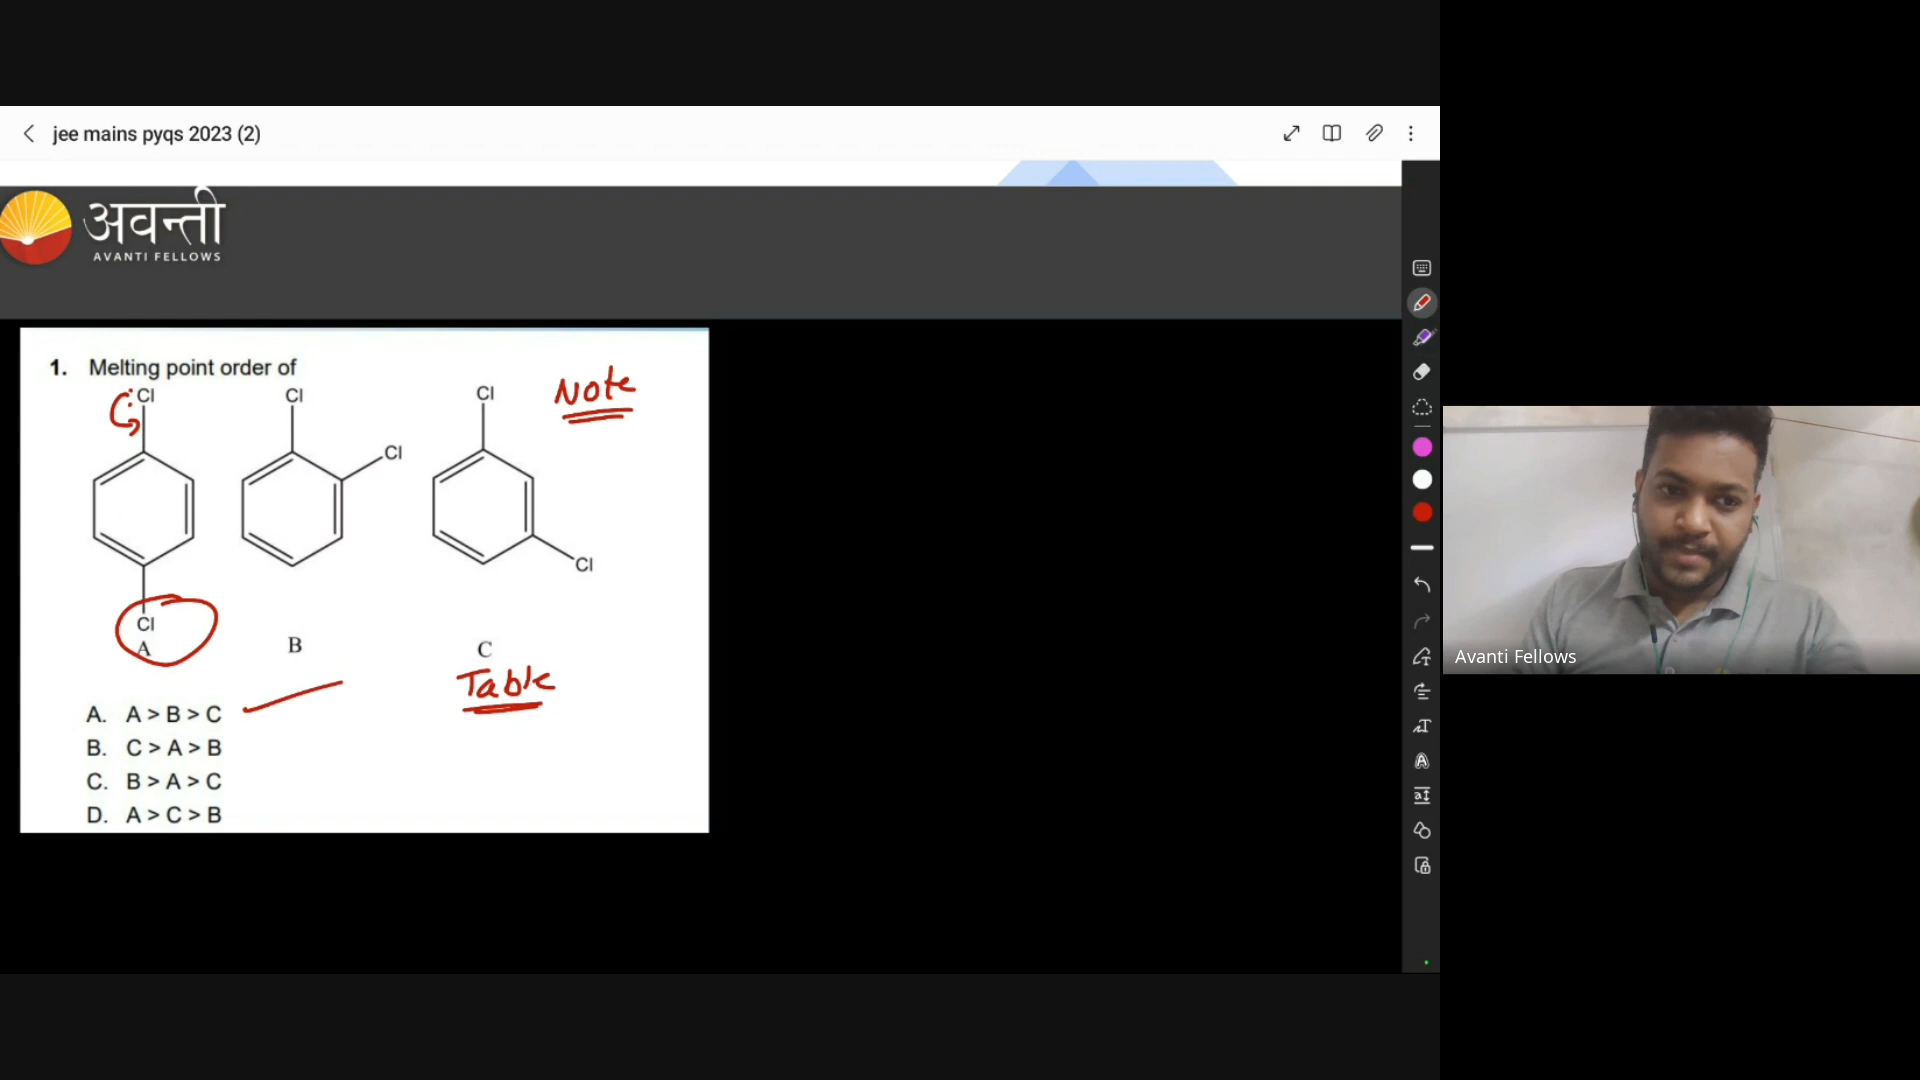 jee mains pyqs 2023 (2)
अवन्ती
AVANTI FELLOWS
1. Melting point order of
Cl
Cl
Cl
Note
Cl
Cl
Cl
A
B
C
Table
A. A > B > C
B. C > A > B
C. B > A > C
D. A > C > B
Avanti Fellows